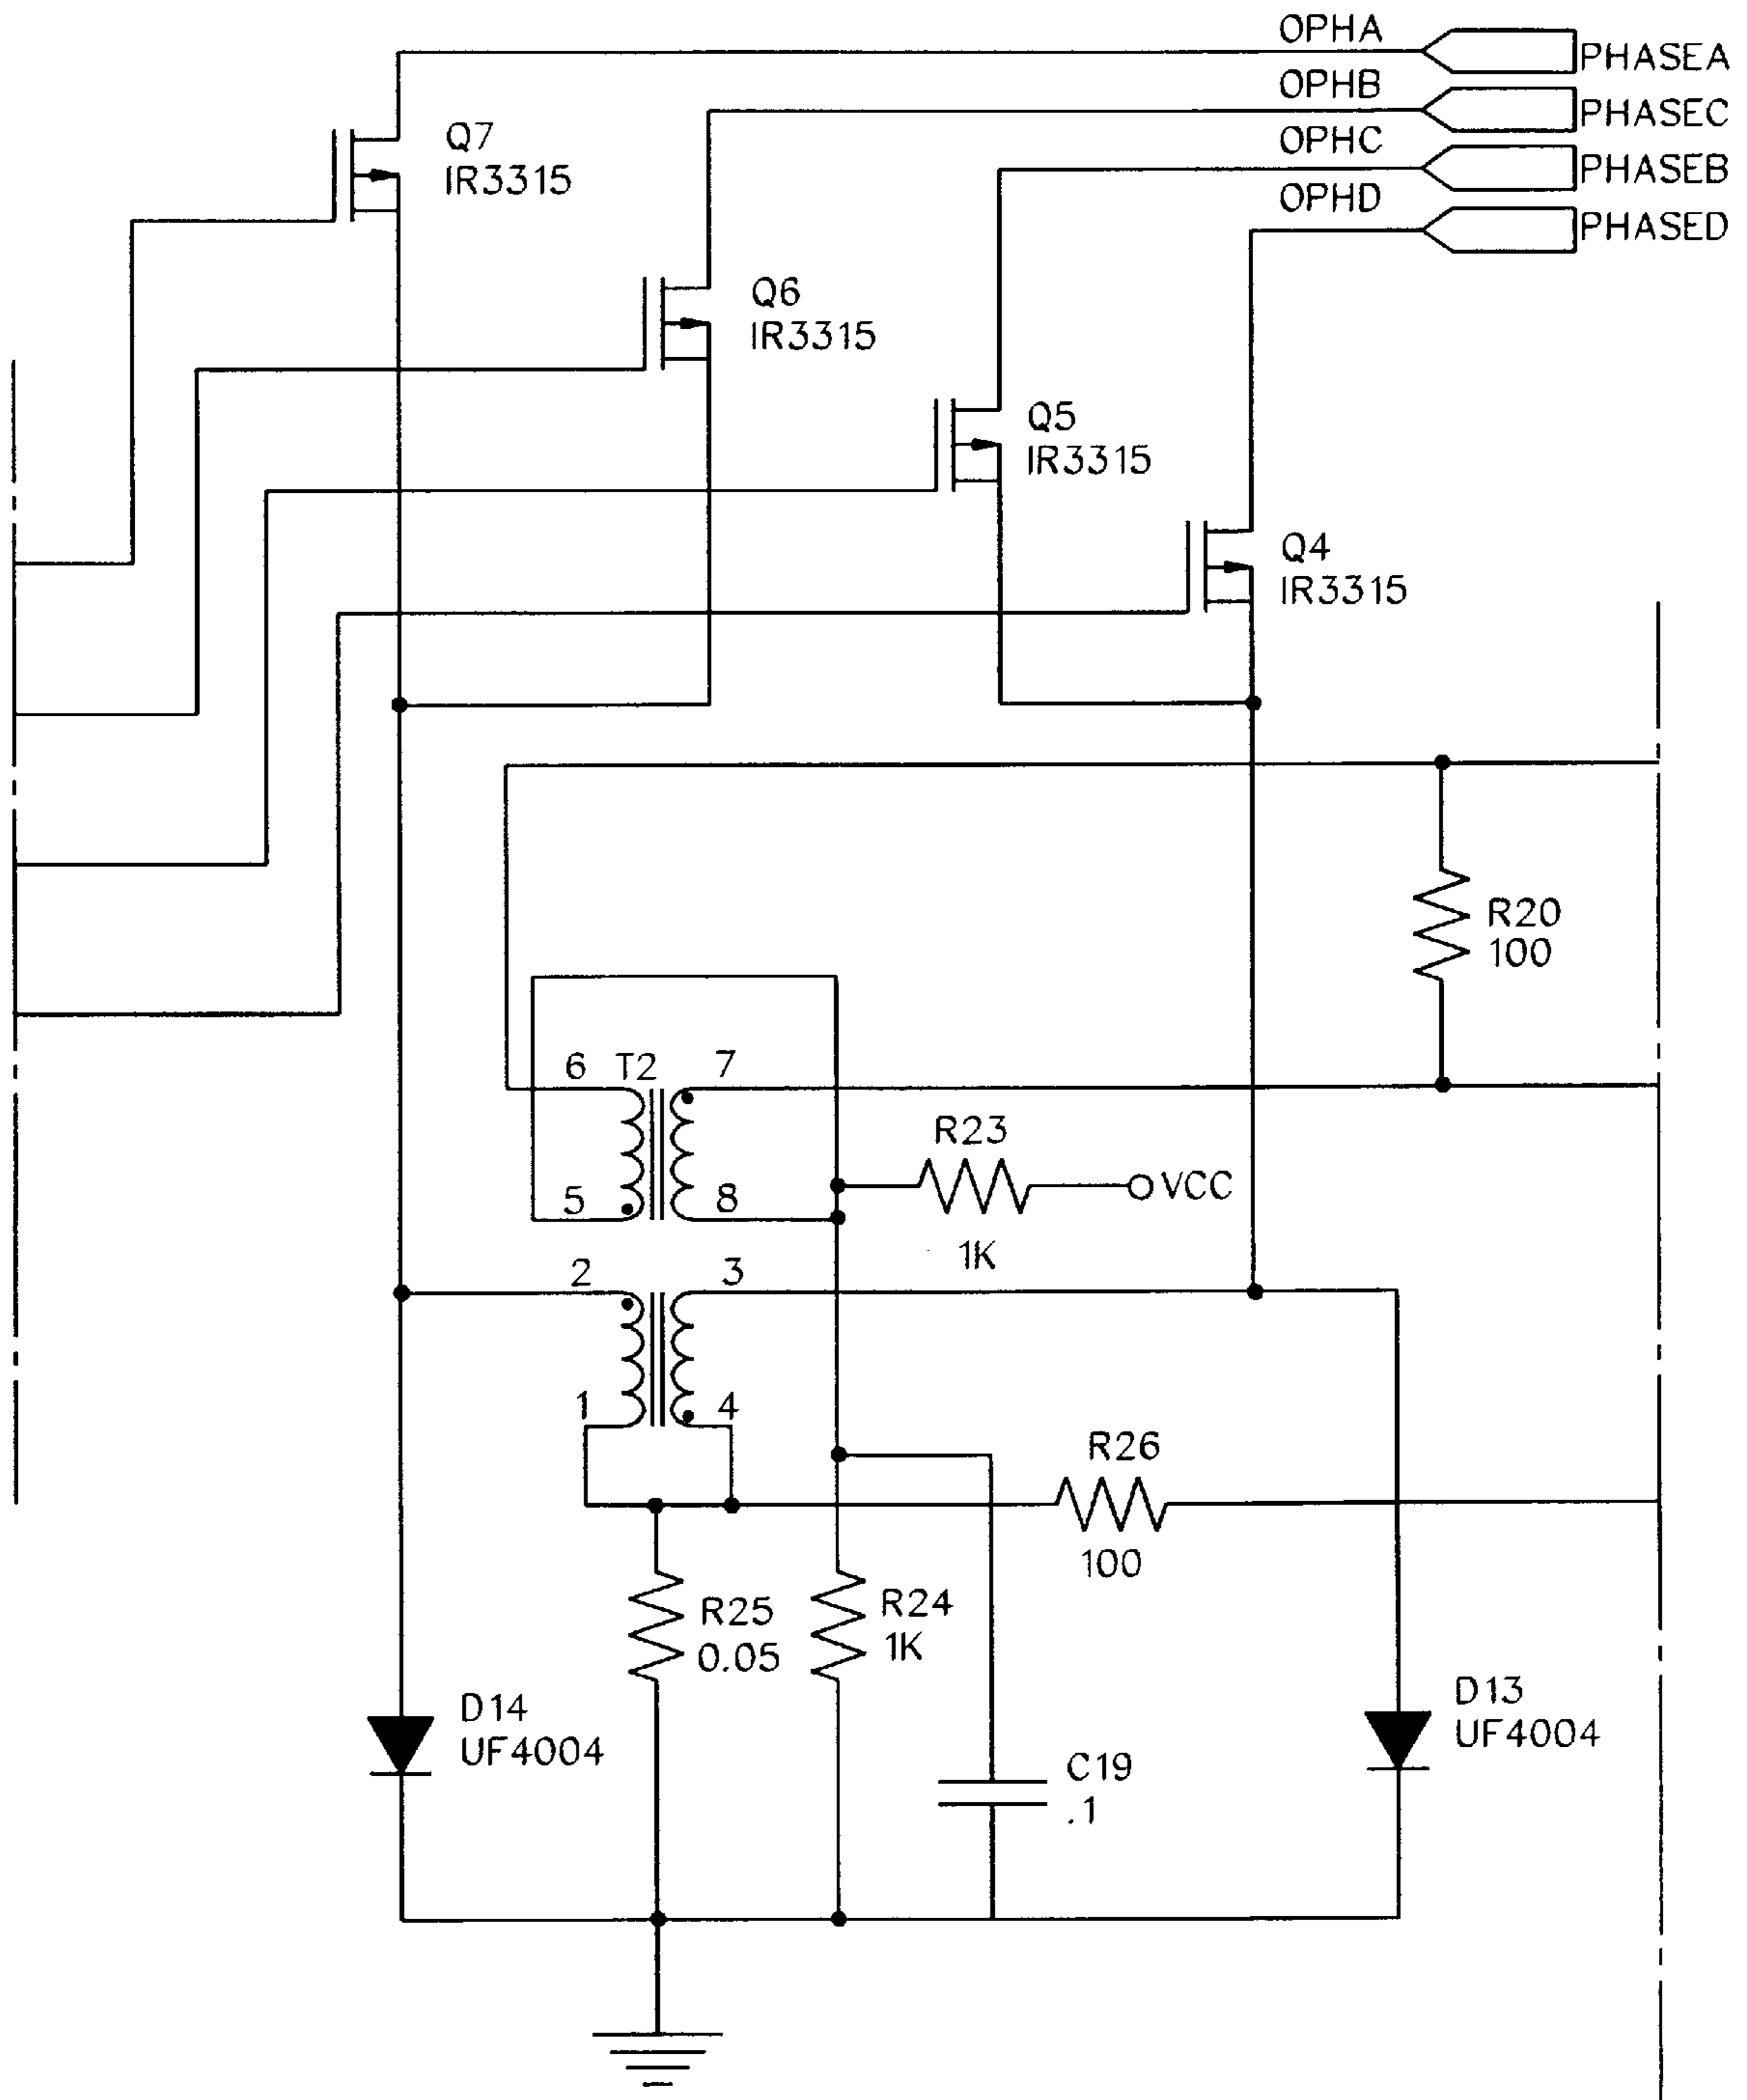 OPHA
PHASEA
OPHB
PHASEC
OPHC
PHASEB
OPHD
PHASED
Q7
IR3315
Q6
IR3315
Q5
IR3315
Q4
IR3315
R20
100
6 T2 7
R23
5 8
VCC
1K
2 3
1 4
R26
100
R25
0.05
R24
1K
D14
UF4004
D13
UF4004
C19
.1